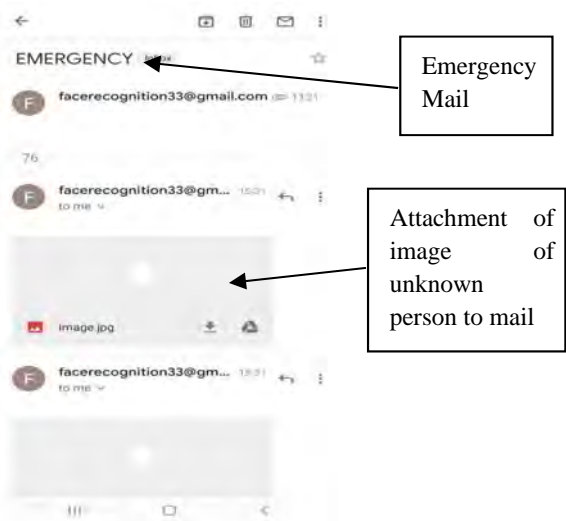 EMERGENCY
Emergency
Mail
facerecognition33@gmail.com
76
facerecognition33@gm...
to me
Attachment of
image of
unknown
person to mail
image.jpg
facerecognition33@gm...
to me